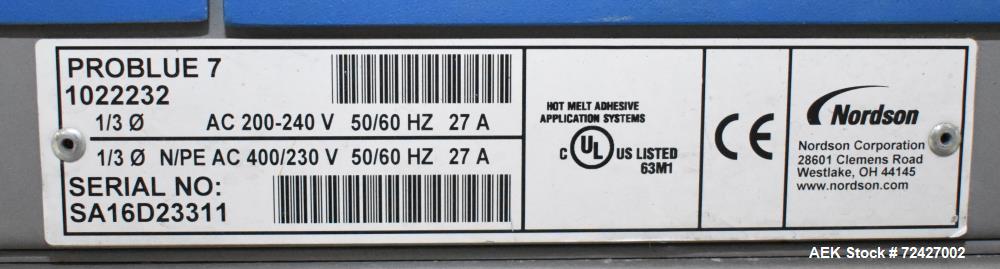 PROBLUE 7
1022232
1/3 Ø AC 200-240 V 50/60 HZ 27 A
1/3 Ø N/PE AC 400/230 V 50/60 HZ 27 A
SERIAL NO:
SA16D23311
HOT MELT ADHESIVE
APPLICATION SYSTEMS
C UL US LISTED
63M1
CE
Nordson
Nordson Corporation
28601 Clemens Road
Westlake, OH 44145
www.nordson.com
AEK Stock # 72427002